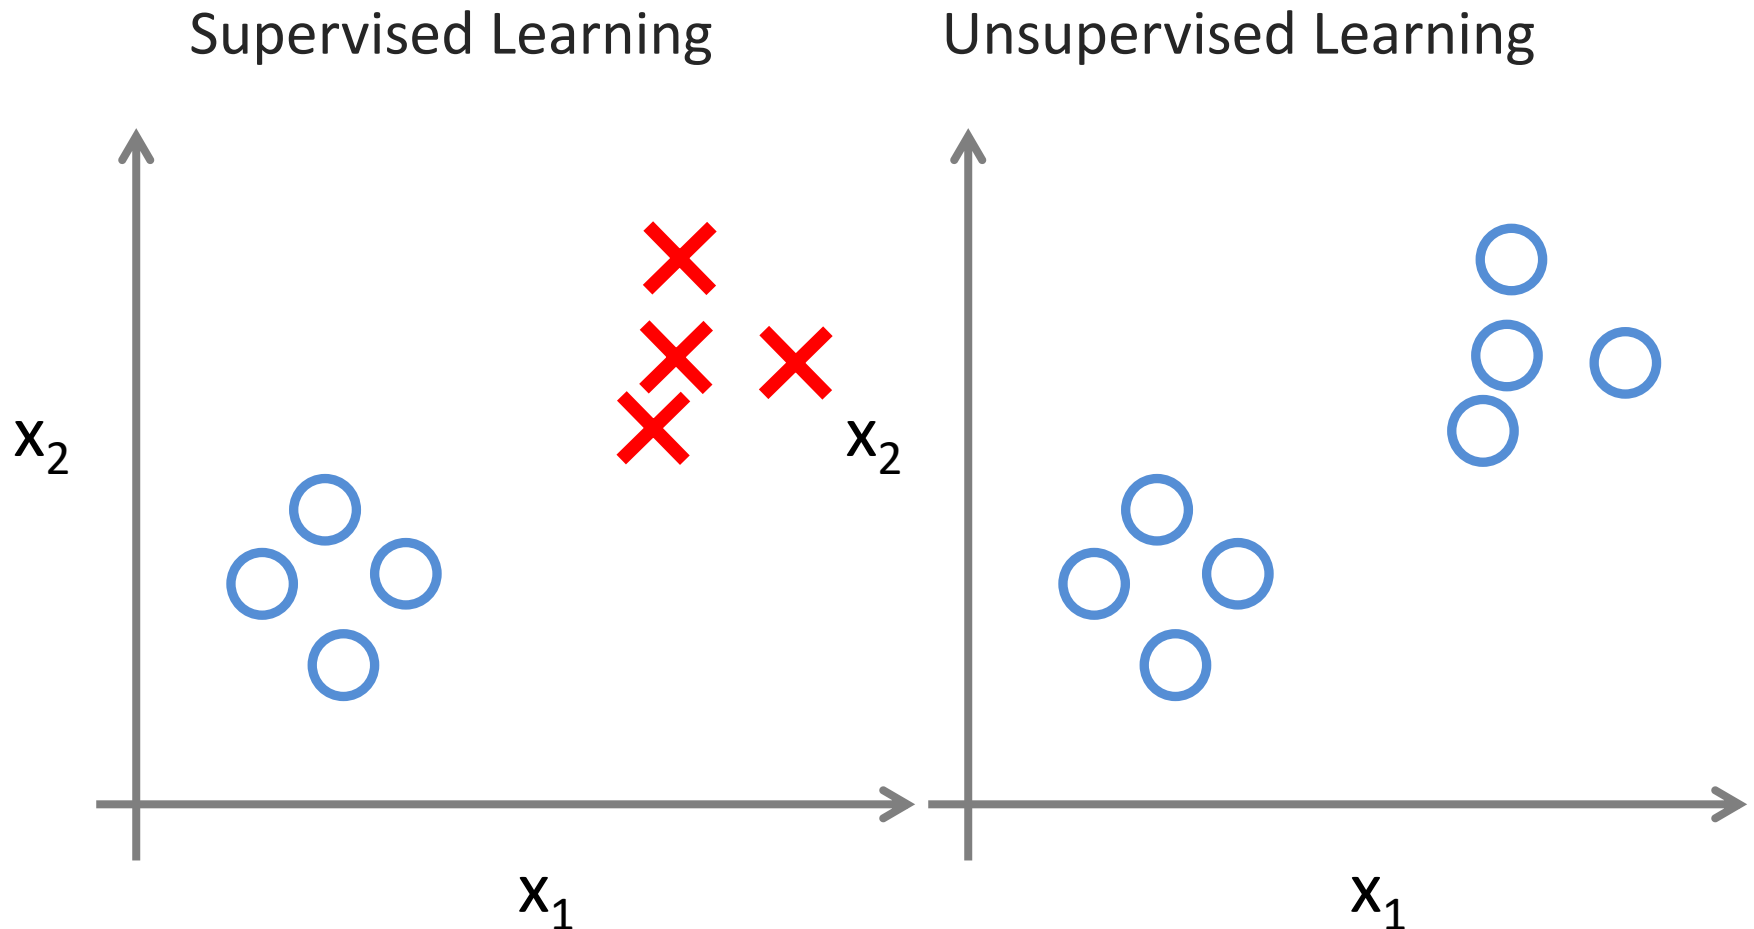 Supervised Learning
Unsupervised Learning
x₂
x₂
x₁
x₁